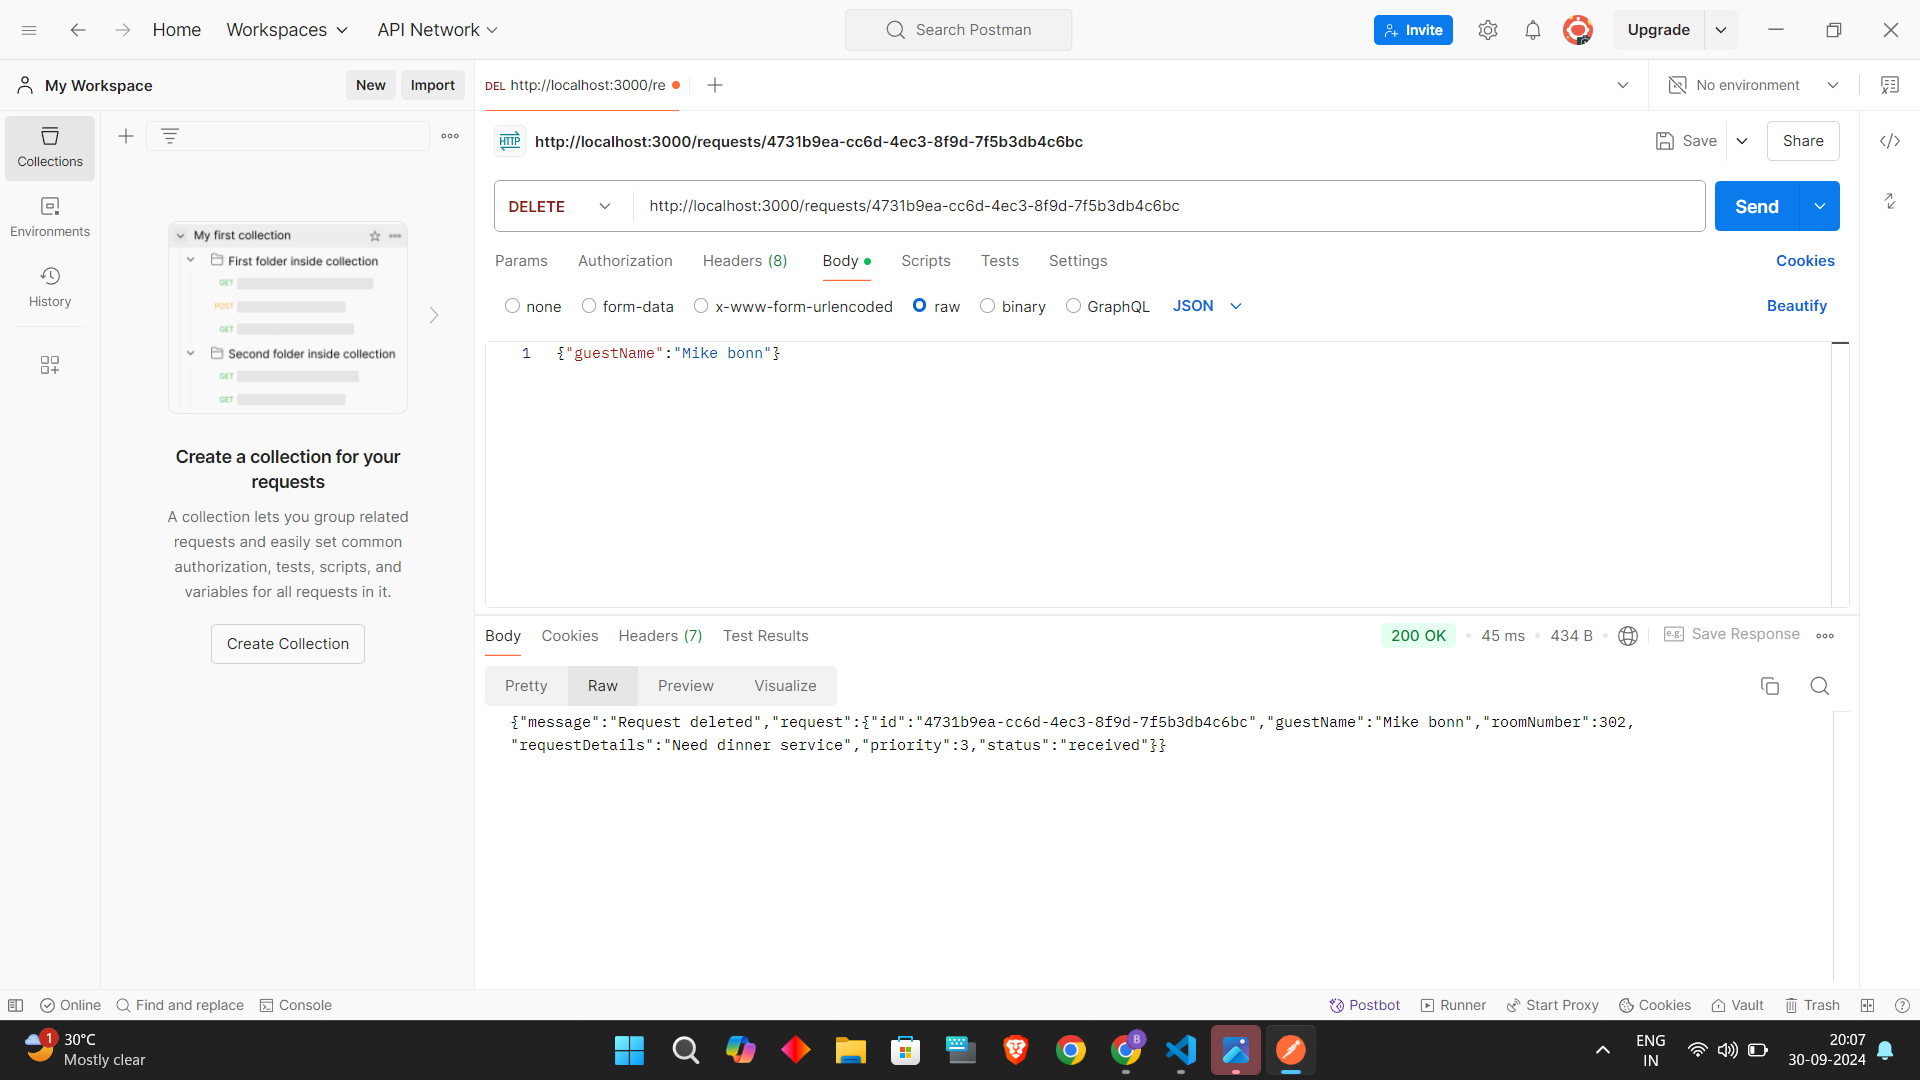 Home
Workspaces
API Network
Search Postman
Invite
Upgrade
My Workspace
New
Import
DEL http://localhost:3000/re
No environment
Collections
Environments
History
My first collection
First folder inside collection
GET
POST
GET
Second folder inside collection
GET
GET
Create a collection for your
requests
A collection lets you group related
requests and easily set common
authorization, tests, scripts, and
variables for all requests in it.
Create Collection
HTTP
http://localhost:3000/requests/4731b9ea-cc6d-4ec3-8f9d-7f5b3db4c6bc
Save
Share
DELETE
http://localhost:3000/requests/4731b9ea-cc6d-4ec3-8f9d-7f5b3db4c6bc
Send
Params
Authorization
Headers (8)
Body
Scripts
Tests
Settings
Cookies
none
form-data
x-www-form-urlencoded
raw
binary
GraphQL
JSON
Beautify
1 {"guestName":"Mike bonn"}
Body
Cookies
Headers (7)
Test Results
200 OK
45 ms
434 B
e.g.
Save Response
Pretty
Raw
Preview
Visualize
{"message":"Request deleted","request":{"id":"4731b9ea-cc6d-4ec3-8f9d-7f5b3db4c6bc","guestName":"Mike bonn","roomNumber":302,
"requestDetails":"Need dinner service","priority":3,"status":"received"}}
Online
Find and replace
Console
Postbot
Runner
Start Proxy
Cookies
Vault
Trash
1
30°C
Mostly clear
B
ENG
IN
20:07
30-09-2024